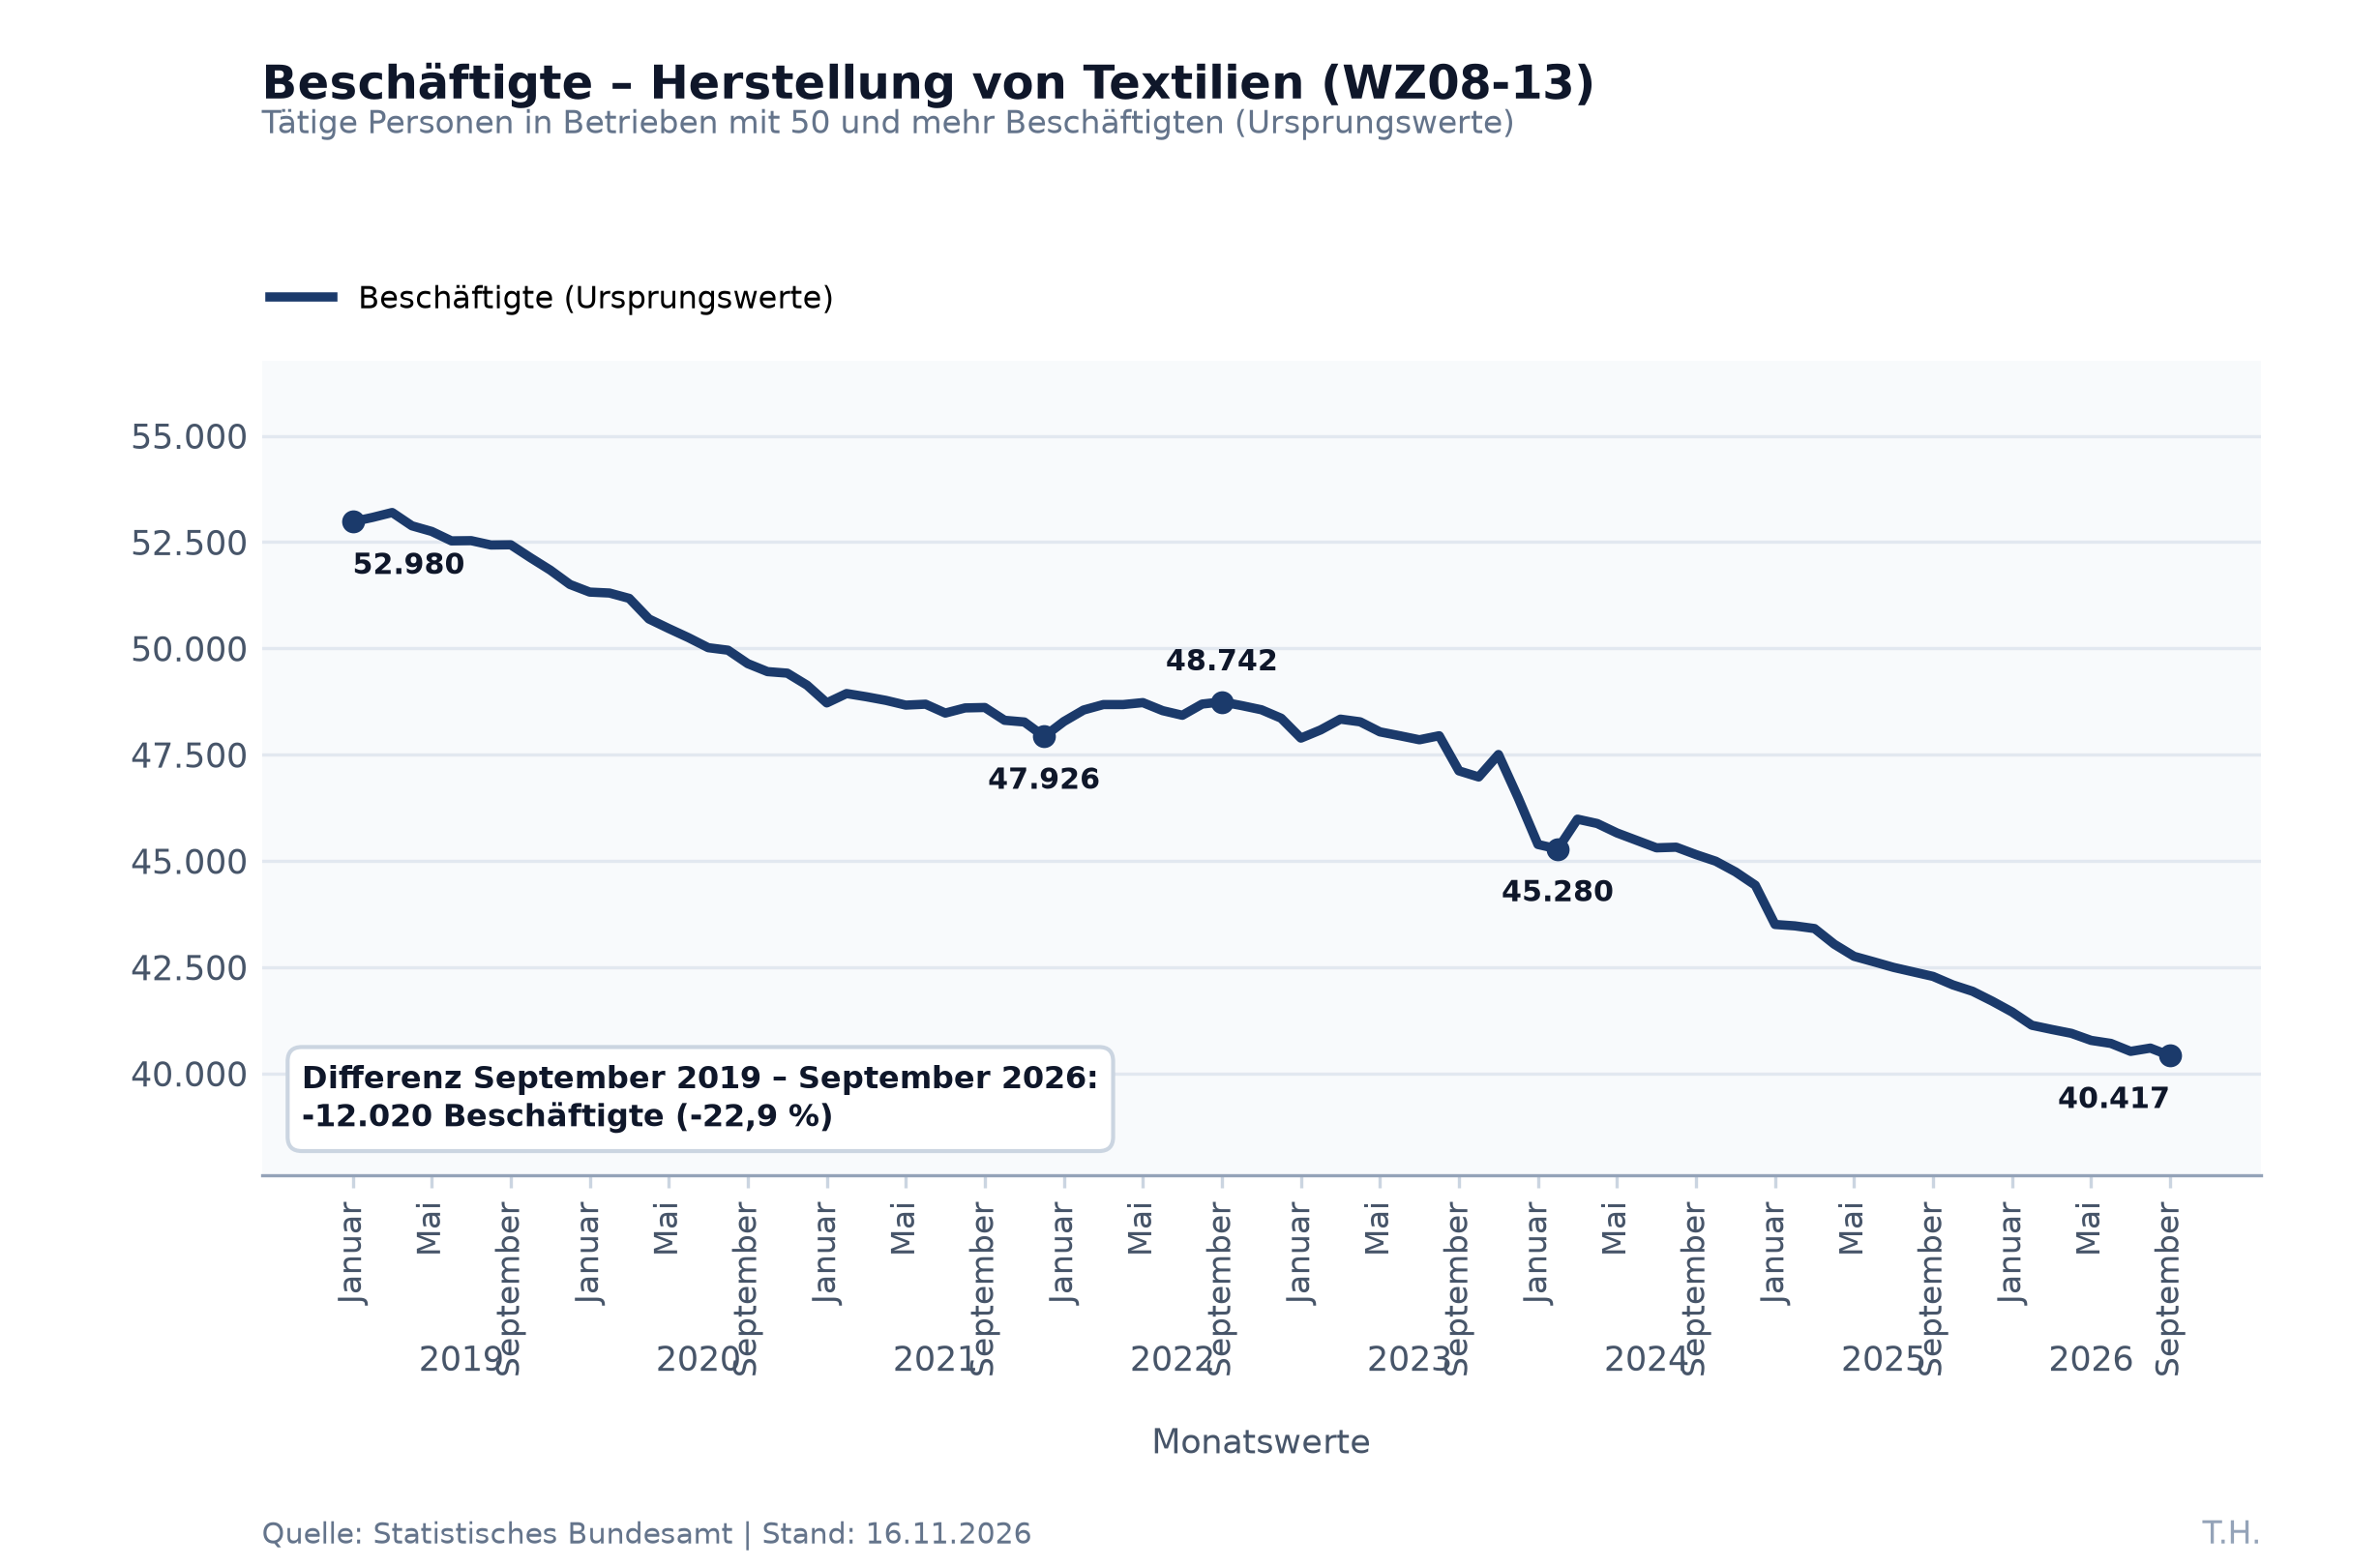 Beschäftigte – Herstellung von Textilien (WZ08-13)
Tätige Personen in Betrieben mit 50 und mehr Beschäftigten (Ursprungswerte)
Beschäftigte (Ursprungswerte)
55.000
52.500
50.000
47.500
45.000
42.500
40.000
52.980
47.926
48.742
45.280
40.417
Differenz September 2019 – September 2026:
-12.020 Beschäftigte (-22,9 %)
Januar
Mai
September
Januar
Mai
September
Januar
Mai
September
Januar
Mai
September
Januar
Mai
September
Januar
Mai
September
Januar
Mai
September
Januar
Mai
September
2019
2020
2021
2022
2023
2024
2025
2026
Monatswerte
Quelle: Statistisches Bundesamt | Stand: 16.11.2026
T.H.